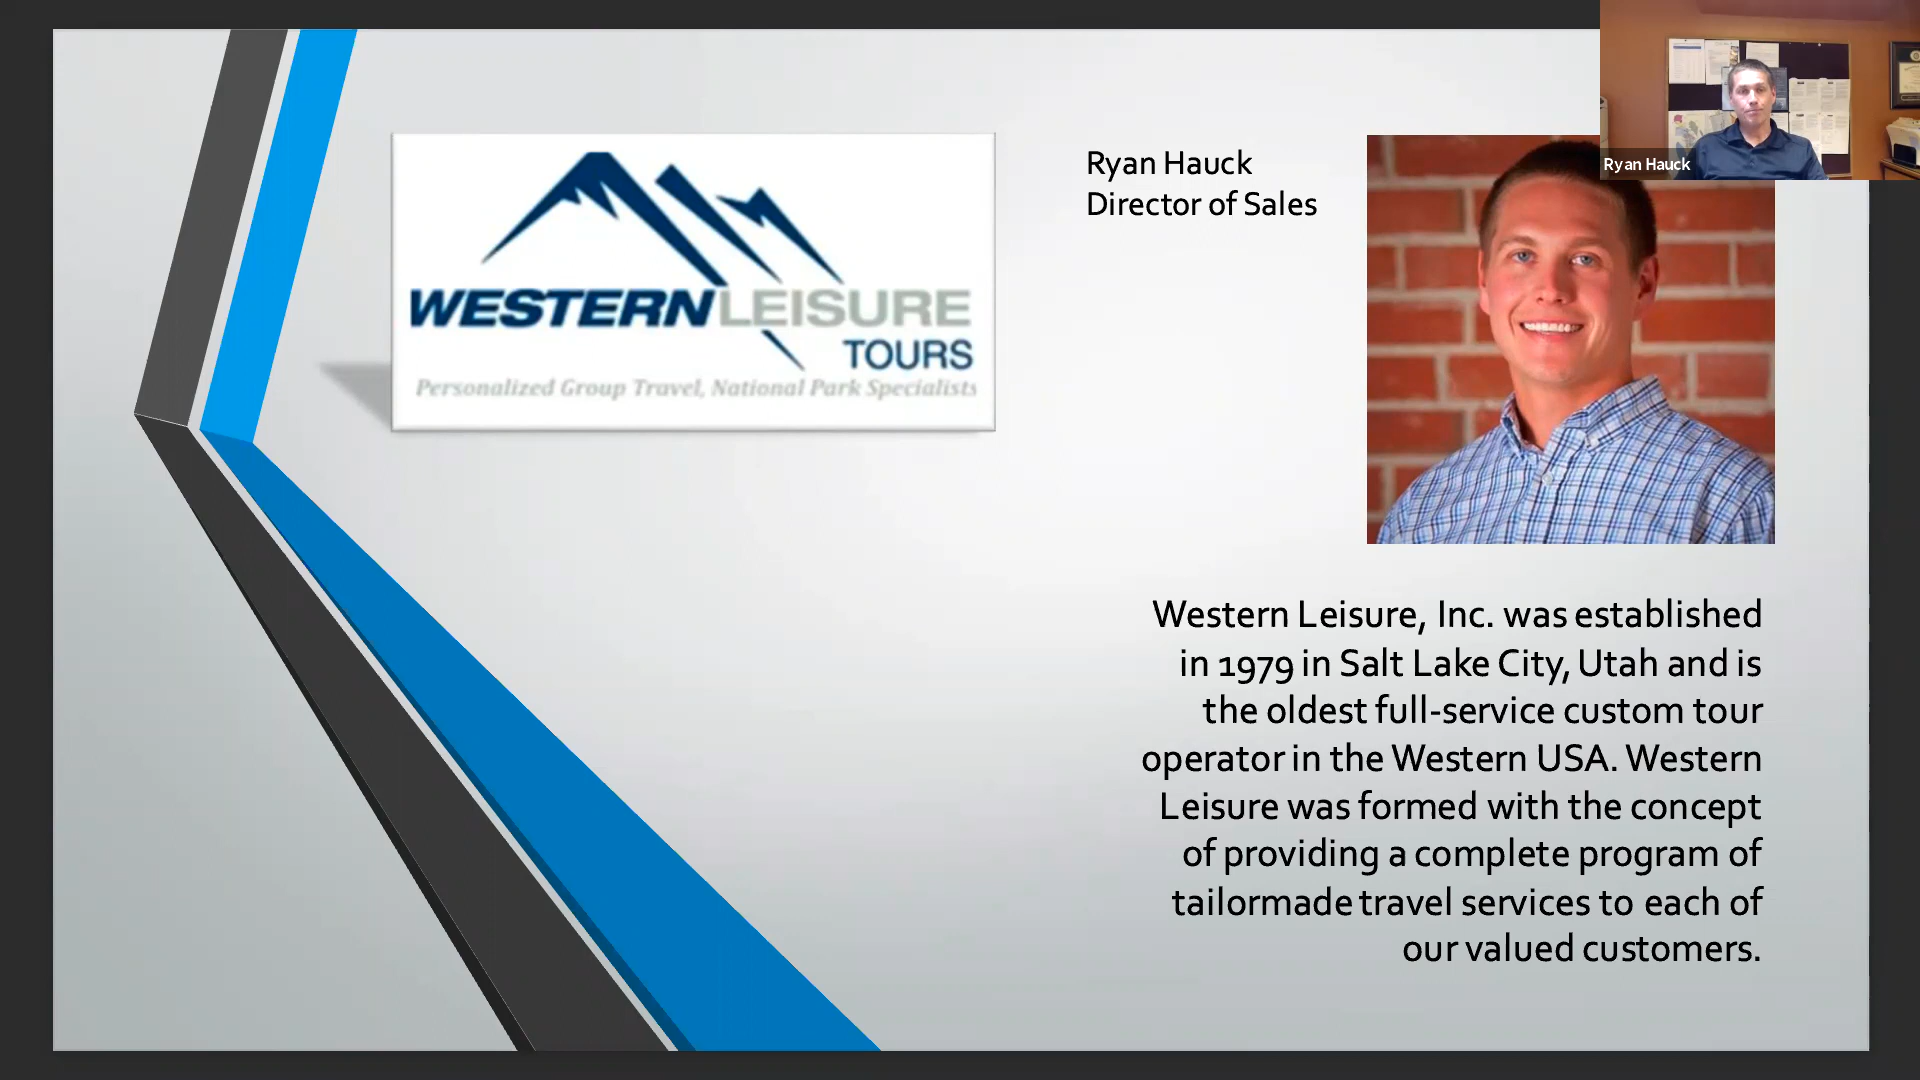 WESTERN LEISURE
TOURS
Personalized Group Travel, National Park Specialists
Ryan Hauck
Director of Sales
Ryan Hauck
Western Leisure, Inc. was established
in 1979 in Salt Lake City, Utah and is
the oldest full-service custom tour
operator in the Western USA. Western
Leisure was formed with the concept
of providing a complete program of
tailormade travel services to each of
our valued customers.